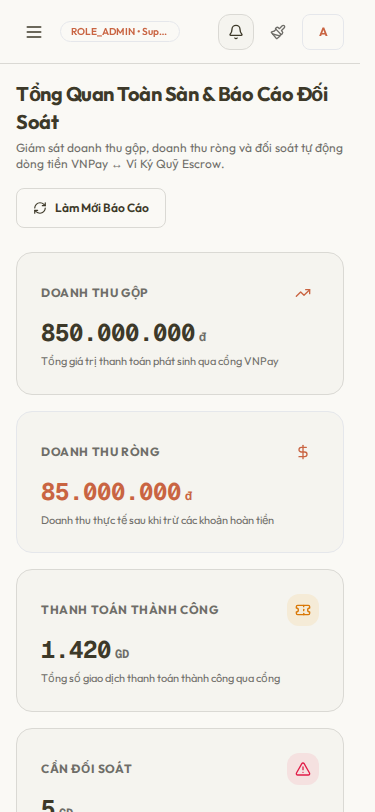 ROLE_ADMIN • Sup...
A
Tổng Quan Toàn Sàn & Báo Cáo Đối
Soát
Giám sát doanh thu gộp, doanh thu ròng và đối soát tự động
dòng tiền VNPay ↔ Ví Ký Quỹ Escrow.
Làm Mới Báo Cáo
DOANH THU GỘP
850.000.000 đ
Tổng giá trị thanh toán phát sinh qua cổng VNPay
DOANH THU RÒNG
85.000.000 đ
Doanh thu thực tế sau khi trừ các khoản hoàn tiền
THANH TOÁN THÀNH CÔNG
1.420 GD
Tổng số giao dịch thanh toán thành công qua cổng
CẦN ĐỐI SOÁT
5 GD